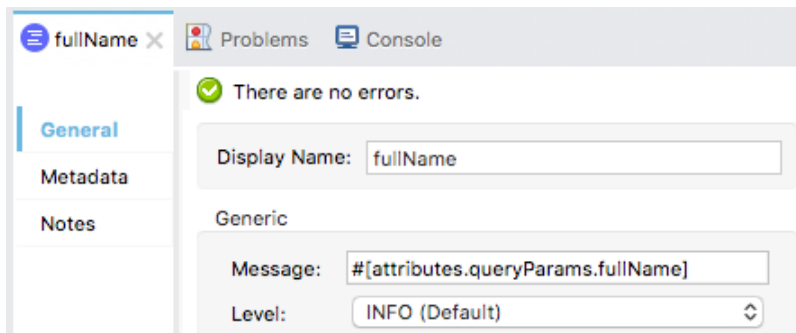 fullName Problems Console
There are no errors.
General
Display Name: fullName
Metadata
Notes
Generic
Message: #[attributes.queryParams.fullName]
Level: INFO (Default)